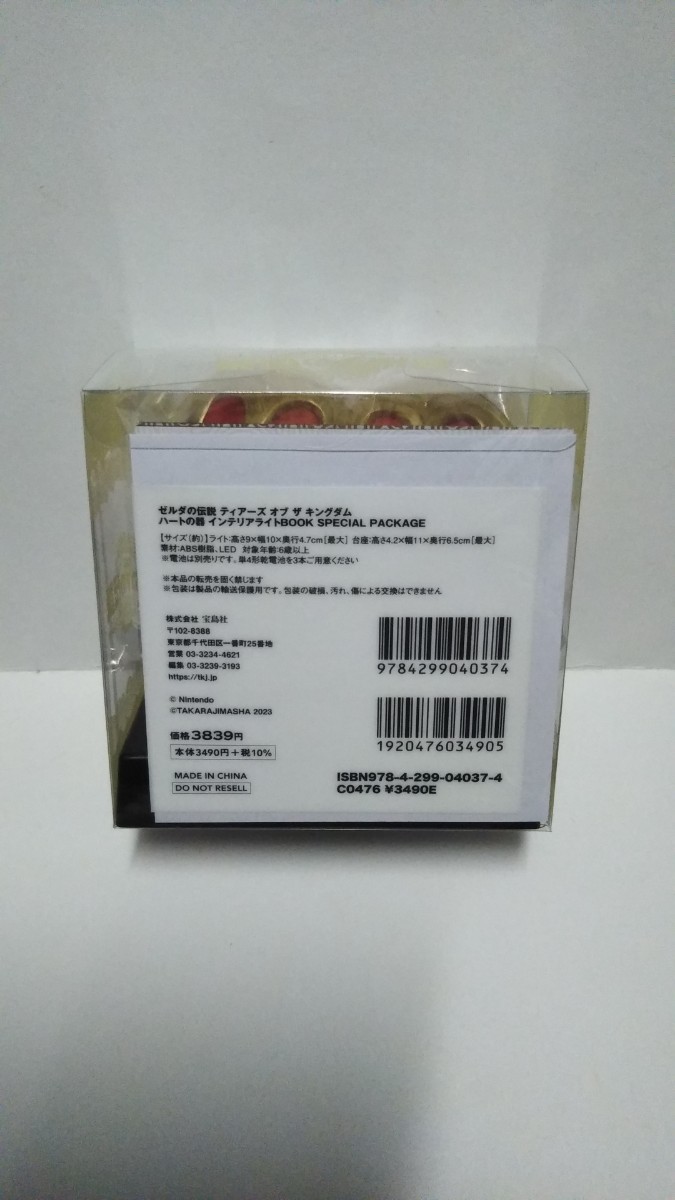 ゼルダの伝説 ティアーズ オブ ザ キングダム
ハートの器 インテリアライトBOOK SPECIAL PACKAGE
【サイズ（約）】ライト：高さ9×幅10×奥行4.7cm［最大］ 台座：高さ4.2×幅11×奥行6.5cm［最大］
素材：ABS樹脂、LED 対象年齢：6歳以上
※電池は別売りです。単4形乾電池を3本ご用意ください
※本品の転売を固く禁じます
※包装は製品の輸送保護用です。包装の破損、汚れ、傷による交換はできません
株式会社 宝島社
〒102-8388
東京都千代田区一番町25番地
営業 03-3234-4621
編集 03-3239-3193
https://tkj.jp
© Nintendo
©TAKARAJIMASHA 2023
価格3839円
本体3490円＋税10%
MADE IN CHINA
DO NOT RESELL
9784299040374
1920476034905
ISBN978-4-299-04037-4
C0476 ¥3490E